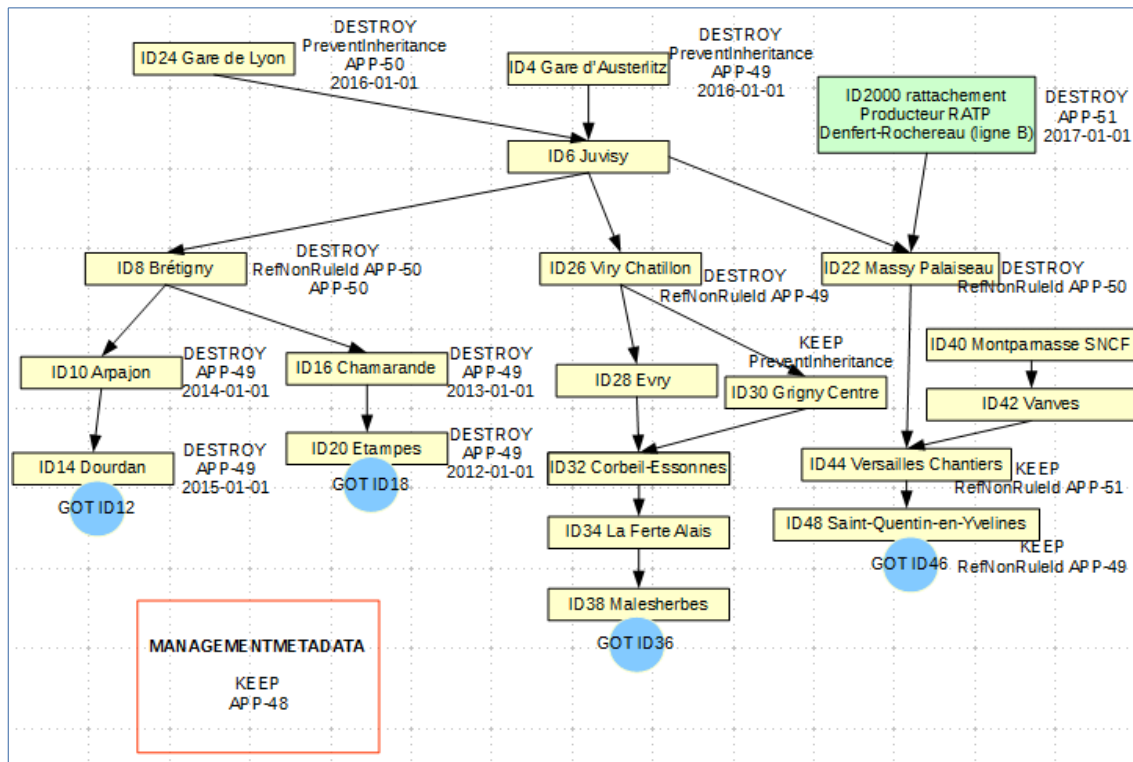 ID24 Gare de Lyon
DESTROY
PreventInheritance
APP-50
2016-01-01
ID4 Gare d'Austerlitz
DESTROY
PreventInheritance
APP-49
2016-01-01
ID2000 rattachement
Producteur RATP
Denfert-Rochereau (ligne B)
DESTROY
APP-51
2017-01-01
ID6 Juvisy
ID8 Brétigny
DESTROY
RefNonRuleId APP-50
APP-50
ID26 Viry Chatillon
DESTROY
RefNonRuleId APP-49
ID22 Massy Palaiseau
DESTROY
RefNonRuleId APP-50
ID10 Arpajon
DESTROY
APP-49
2014-01-01
ID16 Chamarande
DESTROY
APP-49
2013-01-01
ID28 Evry
KEEP
PreventInheritance
ID30 Grigny Centre
ID40 Montparnasse SNCF
ID42 Vanves
ID14 Dourdan
DESTROY
APP-49
2015-01-01
GOT ID12
ID20 Etampes
DESTROY
APP-49
2012-01-01
GOT ID18
ID32 Corbeil-Essonnes
ID44 Versailles Chantiers
KEEP
RefNonRuleId APP-51
ID34 La Ferte Alais
ID48 Saint-Quentin-en-Yvelines
KEEP
RefNonRuleId APP-49
GOT ID46
ID38 Malesherbes
GOT ID36
MANAGEMENTMETADATA
KEEP
APP-48